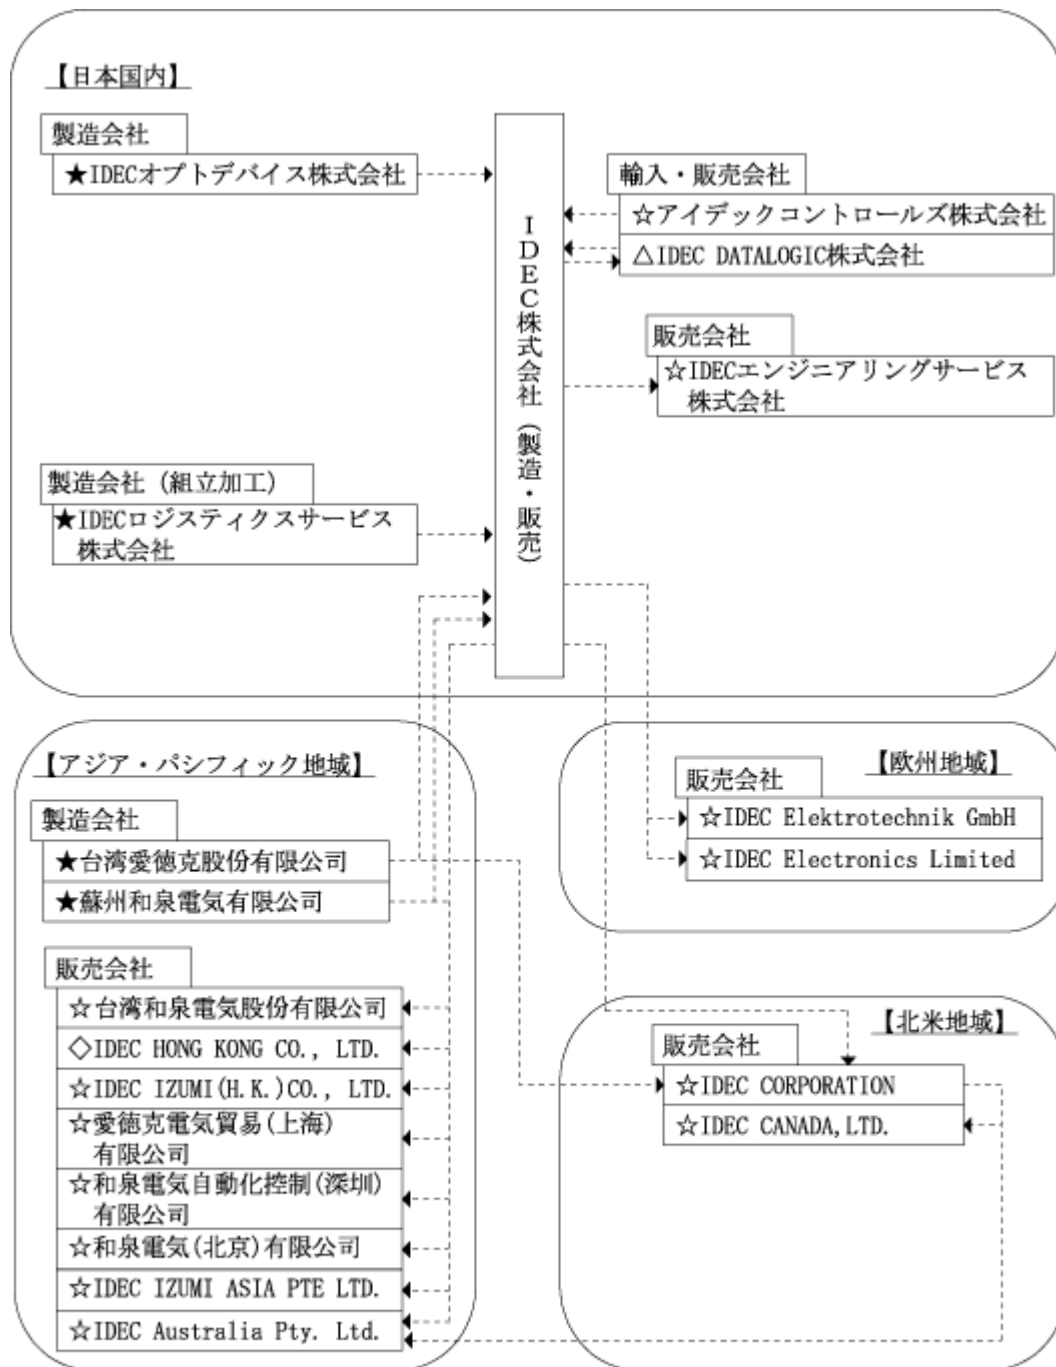 【日本国内】
製造会社
★IDECオプトデバイス株式会社
IDEC株式会社（製造・販売）
輸入・販売会社
☆アイデックコントロールズ株式会社
△IDEC DATALOGIC株式会社
販売会社
☆IDECエンジニアリングサービス
株式会社
製造会社（組立加工）
★IDECロジスティクスサービス
株式会社
【アジア・パシフィック地域】
製造会社
★台湾愛徳克股份有限公司
★蘇州和泉電気有限公司
販売会社
☆台湾和泉電気股份有限公司
◇IDEC HONG KONG CO., LTD.
☆IDEC IZUMI(H.K.)CO., LTD.
☆愛徳克電気貿易(上海)
有限公司
☆和泉電気自動化控制(深圳)
有限公司
☆和泉電気(北京)有限公司
☆IDEC IZUMI ASIA PTE LTD.
☆IDEC Australia Pty. Ltd.
【欧州地域】
販売会社
☆IDEC Elektrotechnik GmbH
☆IDEC Electronics Limited
【北米地域】
販売会社
☆IDEC CORPORATION
☆IDEC CANADA,LTD.